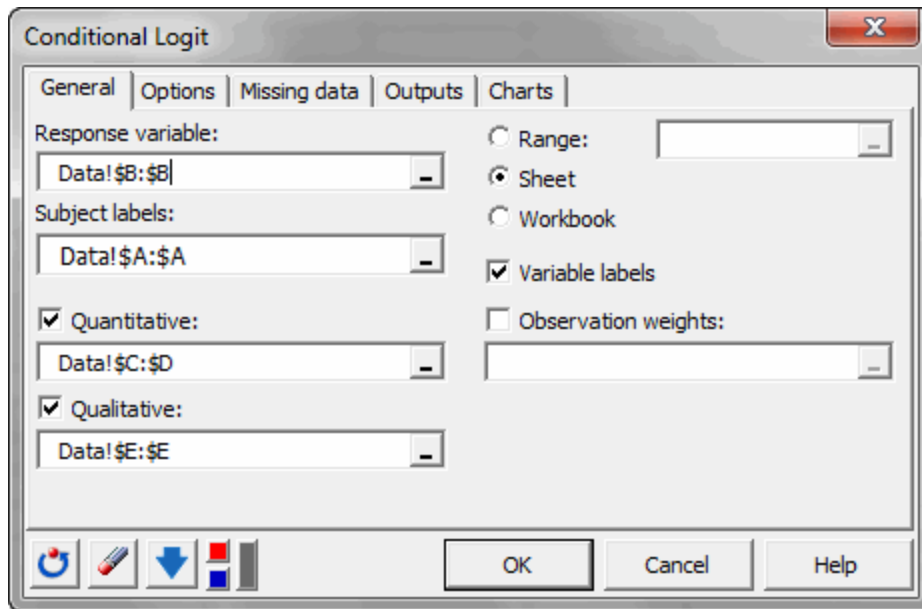 Conditional Logit
General Options Missing data Outputs Charts
Response variable:
Data!$B:$B
Subject labels:
Data!$A:$A
Quantitative:
Data!$C:$D
Qualitative:
Data!$E:$E
Range:
Sheet
Workbook
Variable labels
Observation weights:
OK Cancel Help